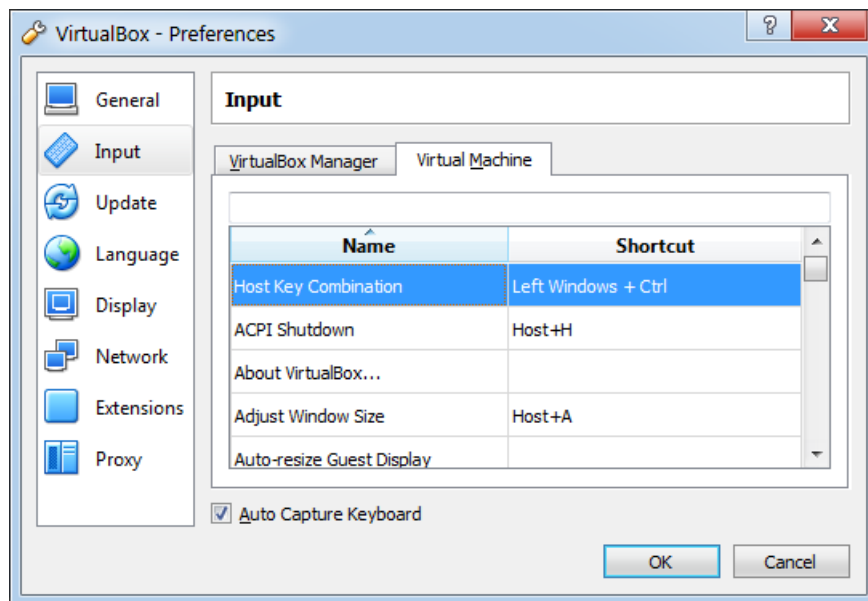 VirtualBox - Preferences
General
Input
Update
Language
Display
Network
Extensions
Proxy
Input
VirtualBox Manager
Virtual Machine
Name Shortcut
Host Key Combination Left Windows + Ctrl
ACPI Shutdown Host+H
About VirtualBox...
Adjust Window Size Host+A
Auto-resize Guest Display
Auto Capture Keyboard
OK Cancel